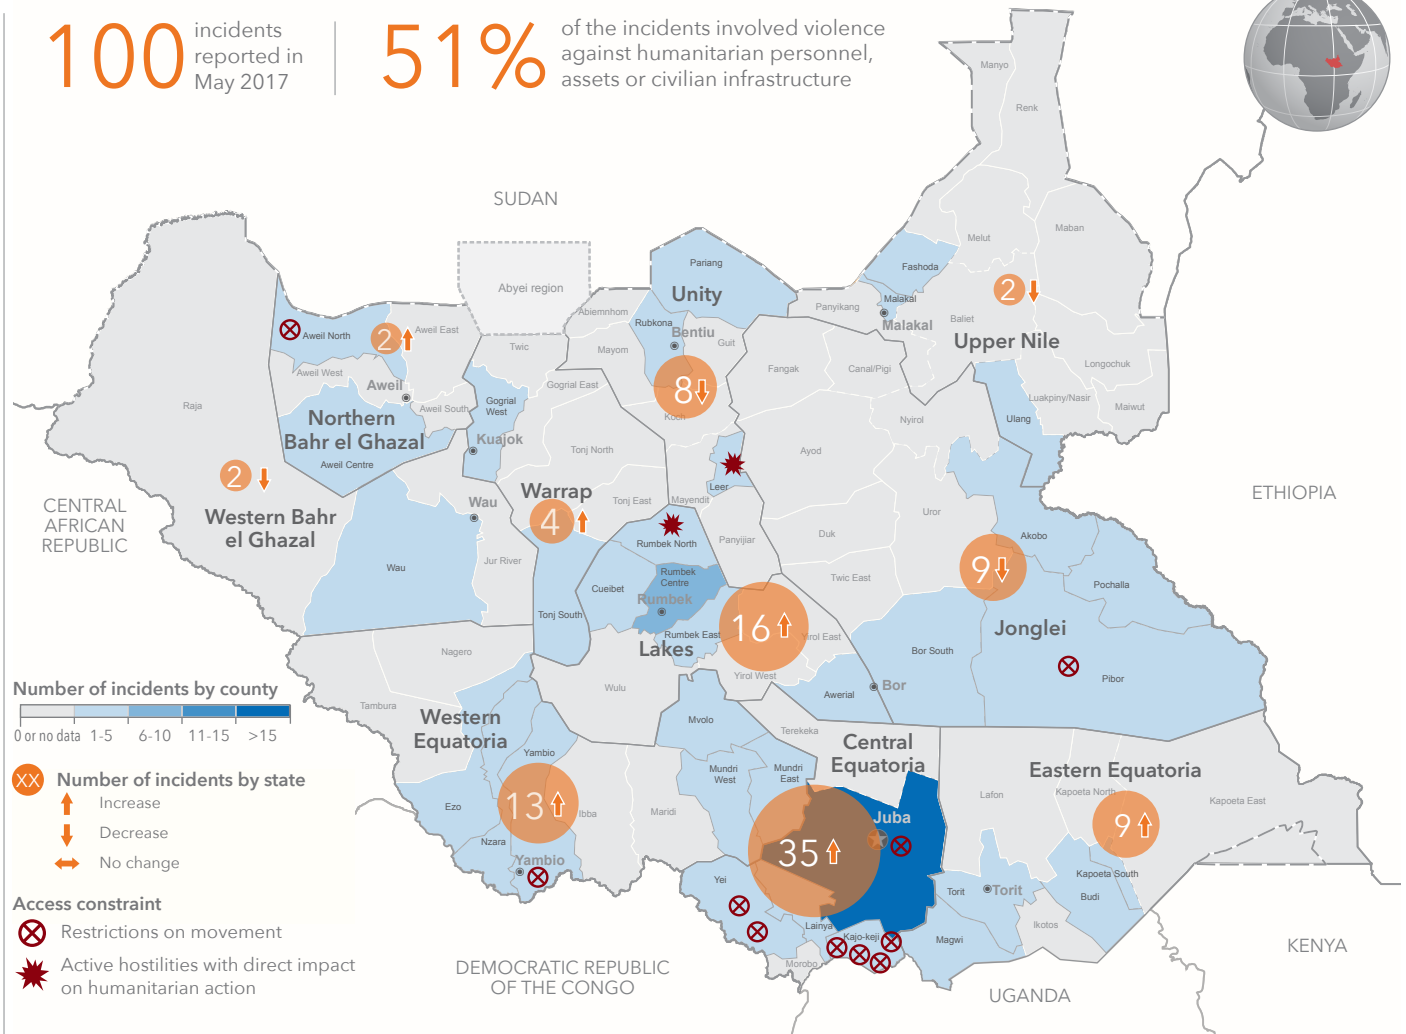 100
incidents
reported in
May 2017
51%
of the incidents involved violence
against humanitarian personnel,
assets or civilian infrastructure
SUDAN
Manyo
Renk
Melut
Maban
Fashoda
Malakal
Malakal
Panyikang
Baliet
2
Upper Nile
Longochuk
Luakpiny/Nasir
Maiwut
Ulang
Abyei region
Pariang
Unity
Abiemnhom
Rubkona
Bentiu
Guit
Mayom
8
Koch
Leer
Mayendit
Panyijiar
Aweil North
2
Aweil East
Aweil West
Aweil
Aweil South
Northern
Bahr el Ghazal
Aweil Centre
Raja
2
Western Bahr
el Ghazal
Wau
Wau
Jur River
Twic
Gogrial East
Gogrial
West
Kuajok
Tonj North
Warrap
4
Tonj East
Tonj South
Fangak
Canal/Pigi
Nyirol
Ayod
Uror
Duk
Twic East
Akobo
9
Pochalla
Jonglei
Bor South
Pibor
Bor
Rumbek North
Cueibet
Rumbek
Centre
Rumbek
Rumbek East
Lakes
16
Yirol East
Yirol West
Awerial
Wulu
CENTRAL
AFRICAN
REPUBLIC
ETHIOPIA
Nagero
Tambura
Western
Equatoria
Yambio
Ezo
13
Ibba
Maridi
Nzara
Yambio
Mvolo
Mundri
West
Mundri
East
Terekeka
Central
Equatoria
Juba
35
Yei
Lainya
Kajo-keji
Morobo
Eastern Equatoria
Lafon
Kapoeta North
Kapoeta East
9
Kapoeta South
Budi
Torit
Torit
Ikotos
Magwi
KENYA
UGANDA
DEMOCRATIC REPUBLIC
OF THE CONGO
Number of incidents by county
0 or no data 1-5 6-10 11-15 >15
XX Number of incidents by state
Increase
Decrease
No change
Access constraint
Restrictions on movement
Active hostilities with direct impact
on humanitarian action